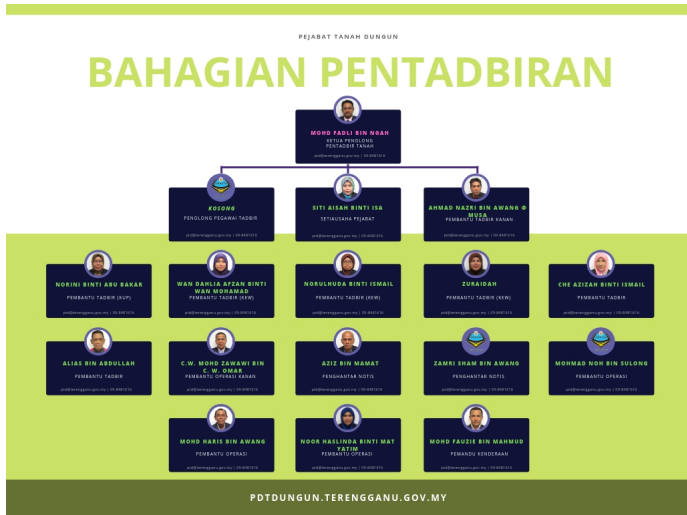 PEJABAT TANAH DUNGUN
BAHAGIAN PENTADBIRAN
MOHD FADLI BIN NGAH
KETUA PENOLONG
PENTADBIR TANAH
ptd@terengganu.gov.my | 09-8481616
KOSONG
PENOLONG PEGAWAI TADBIR
SITI AISAH BINTI ISA
SETIAUSAHA PEJABAT
AHMAD NAZRI BIN AWANG @
MUSA
PEMBANTU TADBIR KANAN
NORINI BINTI ABU BAKAR
PEMBANTU TADBIR (KUP)
WAN DAHLIA AFZAN BINTI
WAN MOHAMAD
PEMBANTU TADBIR (KEW)
NORULHUDA BINTI ISMAIL
PEMBANTU TADBIR (KEW)
ZURAIDAH
PEMBANTU TADBIR (KEW)
CHE AZIZAH BINTI ISMAIL
PEMBANTU TADBIR
ALIAS BIN ABDULLAH
PEMBANTU TADBIR
C.W. MOHD ZAWAWI BIN
C. W. OMAR
PEMBANTU OPERASI KANAN
AZIZ BIN MAMAT
PENGHANTAR NOTIS
ZAMRI SHAM BIN AWANG
PENGHANTAR NOTIS
MOHMAD NOH BIN SULONG
PEMBANTU OPERASI
MOHD HARIS BIN AWANG
PEMBANTU OPERASI
NOOR HASLINDA BINTI MAT
YATIM
PEMBANTU OPERASI
MOHD FAUZIE BIN MAHMUD
PEMANDU KENDERAAN
PDTDUNGUN.TERENGGANU.GOV.MY